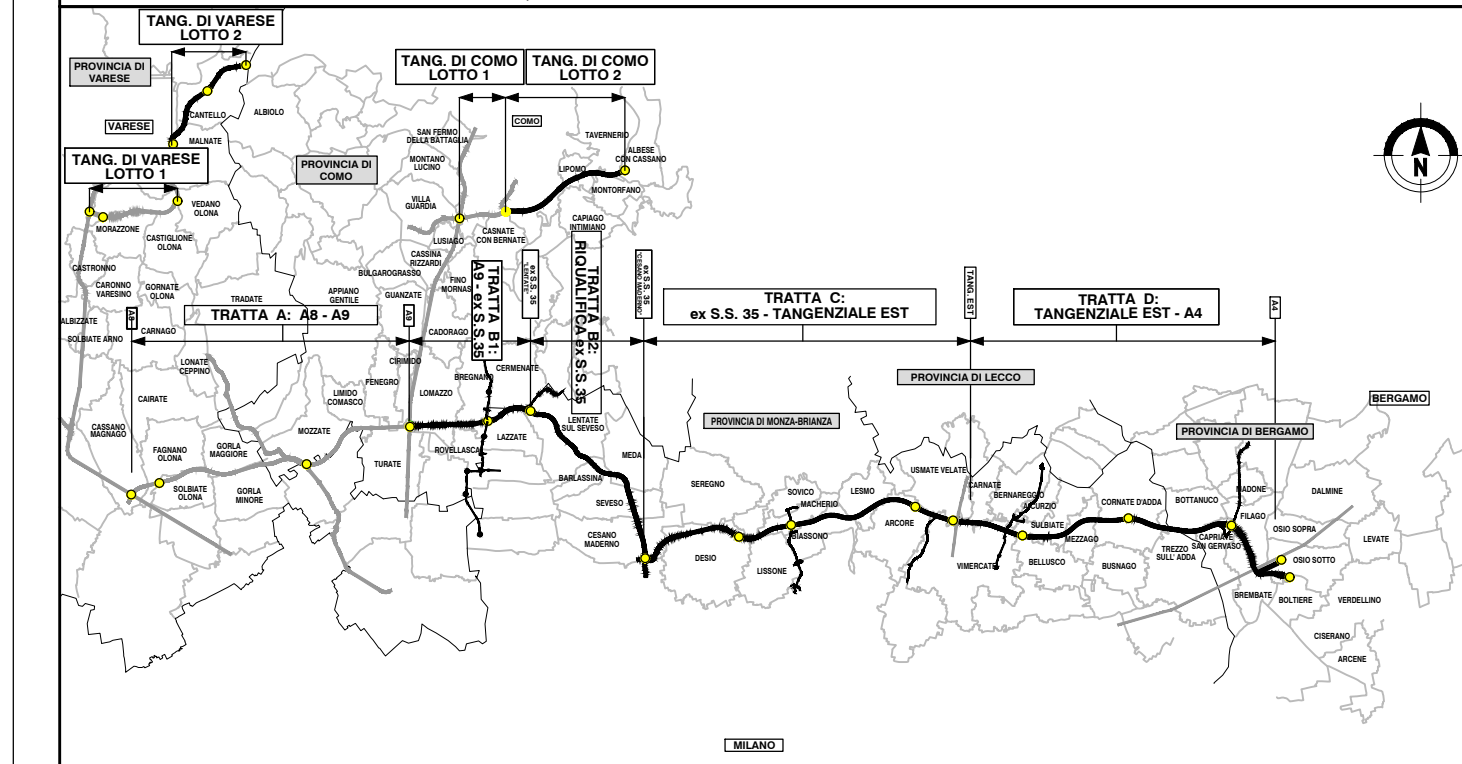 TANG. DI VARESE
LOTTO 2
PROVINCIA DI
VARESE
CANTELLO
ALBIOLO
VARESE
MALNATE
TANG. DI VARESE
LOTTO 1
VEDANO
OLONA
MORAZZONE
CASTIGLIONE
OLONA
PROVINCIA DI
COMO
TANG. DI COMO
LOTTO 1
TANG. DI COMO
LOTTO 2
COMO
SAN FERMO
DELLA BATTAGLIA
MONTANO
LUCINO
TAVERNERIO
ALBESE
CON CASSANO
LIPOMO
MONTORFANO
VILLA
GUARDIA
CAPIAGO
INTIMIANO
CASNATE
CON BERNATE
LUSIAGO
CASSINA
RIZZARDI
BULGAROGRASSO
FINO
MORNAS
N
CASTRONNO
CARONNO
VARESINO
GORNATE
OLONA
TRADATE
APPIANO
GENTILE
GUANZATE
ALBIZZATE
SOLBIATE ARNO
CARNAGO
A8
TRATTA A: A8 - A9
A9
CADORAGO
TRATTA B1:
A9 - ex S.S.35
ex S.S. 35
"LENTATE"
TRATTA B2:
RIQUALIFICA ex S.S.35
ex S.S. 35
"CESANO MADERNO"
TRATTA C:
ex S.S. 35 - TANGENZIALE EST
TANG. EST
TRATTA D:
TANGENZIALE EST - A4
A4
LONATE
CEPPINO
CIRIMIDO
FENEGRO
LIMIDO
COMASCO
LOMAZZO
BREGNANO
CERMENATE
PROVINCIA DI LECCO
CAIRATE
CASSANO
MAGNAGO
FAGNANO
OLONA
GORLA
MAGGIORE
MOZZATE
SOLBIATE
OLONA
GORLA
MINORE
TURATE
ROVELLASCA
LAZZATE
LENTATE
SUL SEVESO
MEDA
BARLASSINA
SEVESO
CESANO
MADERNO
PROVINCIA DI MONZA-BRIANZA
SEREGNO
DESIO
LISSONE
SOVICO
MACHERIO
BIASSONO
LESMO
ARCORE
USMATE VELATE
CARNATE
BERNAREGGIO
AICURZIO
SULBIATE
MEZZAGO
VIMERCATE
BELLUSCO
CORNATE D'ADDA
BUSNAGO
BOTTANUCO
TREZZO
SULL' ADDA
BERGAMO
PROVINCIA DI BERGAMO
MADONE
FILAGO
CAPRIATE
SAN GERVASO
DALMINE
OSIO SOPRA
LEVATE
OSIO SOTTO
BREMBATE
BOLTIERE
VERDELLINO
CISERANO
ARCENE
MILANO